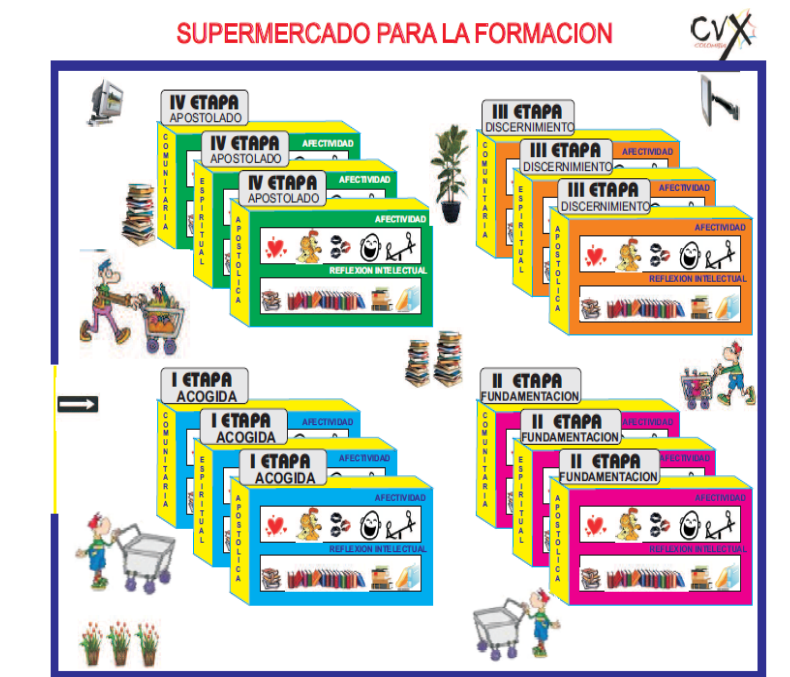 SUPERMERCADO PARA LA FORMACION
CVX
COLOMBIA
IV ETAPA
APOSTOLADO
COMUNITARIA
AFECTIVIDAD
IV ETAPA
APOSTOLADO
ESPIRITUAL
AFECTIVIDAD
IV ETAPA
APOSTOLADO
APOSTOLICA
AFECTIVIDAD
REFLEXION INTELECTUAL
III ETAPA
DISCERNIMIENTO
COMUNITARIA
AFECTIVIDAD
III ETAPA
DISCERNIMIENTO
ESPIRITUAL
AFECTIVIDAD
III ETAPA
DISCERNIMIENTO
APOSTOLICA
AFECTIVIDAD
REFLEXION INTELECTUAL
I ETAPA
ACOGIDA
COMUNITARIA
AFECTIVIDAD
I ETAPA
ACOGIDA
ESPIRITUAL
AFECTIVIDAD
I ETAPA
ACOGIDA
APOSTOLICA
AFECTIVIDAD
REFLEXION INTELECTUAL
II ETAPA
FUNDAMENTACION
COMUNITARIA
AFECTIVIDAD
II ETAPA
FUNDAMENTACION
ESPIRITUAL
AFECTIVIDAD
II ETAPA
FUNDAMENTACION
APOSTOLICA
AFECTIVIDAD
REFLEXION INTELECTUAL